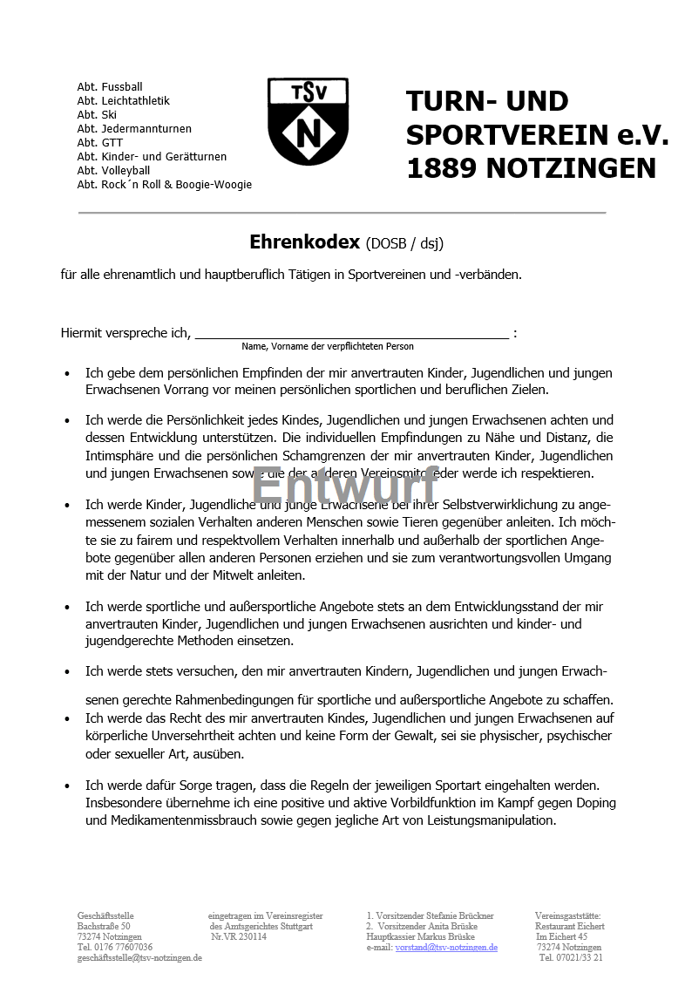 Abt. Fussball
Abt. Leichtathletik
Abt. Ski
Abt. Jedermannturnen
Abt. GTT
Abt. Kinder- und Gerätturnen
Abt. Volleyball
Abt. Rock´n Roll & Boogie-Woogie
TSV
N
TURN- UND
SPORTVEREIN e.V.
1889 NOTZINGEN
Ehrenkodex (DOSB / dsj)
für alle ehrenamtlich und hauptberuflich Tätigen in Sportvereinen und -verbänden.
Hiermit verspreche ich, ____________________________________________ :
Name, Vorname der verpflichteten Person
• Ich gebe dem persönlichen Empfinden der mir anvertrauten Kinder, Jugendlichen und jungen
Erwachsenen Vorrang vor meinen persönlichen sportlichen und beruflichen Zielen.
• Ich werde die Persönlichkeit jedes Kindes, Jugendlichen und jungen Erwachsenen achten und
dessen Entwicklung unterstützen. Die individuellen Empfindungen zu Nähe und Distanz, die
Intimsphäre und die persönlichen Schamgrenzen der mir anvertrauten Kinder, Jugendlichen
und jungen Erwachsenen sowie die der anderen Vereinsmitglieder werde ich respektieren.
Entwurf
• Ich werde Kinder, Jugendliche und junge Erwachsene bei ihrer Selbstverwirklichung zu ange-
messenem sozialen Verhalten anderen Menschen sowie Tieren gegenüber anleiten. Ich möch-
te sie zu fairem und respektvollem Verhalten innerhalb und außerhalb der sportlichen Ange-
bote gegenüber allen anderen Personen erziehen und sie zum verantwortungsvollen Umgang
mit der Natur und der Mitwelt anleiten.
• Ich werde sportliche und außersportliche Angebote stets an dem Entwicklungsstand der mir
anvertrauten Kinder, Jugendlichen und jungen Erwachsenen ausrichten und kinder- und
jugendgerechte Methoden einsetzen.
• Ich werde stets versuchen, den mir anvertrauten Kindern, Jugendlichen und jungen Erwach-
senen gerechte Rahmenbedingungen für sportliche und außersportliche Angebote zu schaffen.
• Ich werde das Recht des mir anvertrauten Kindes, Jugendlichen und jungen Erwachsenen auf
körperliche Unversehrtheit achten und keine Form der Gewalt, sei sie physischer, psychischer
oder sexueller Art, ausüben.
• Ich werde dafür Sorge tragen, dass die Regeln der jeweiligen Sportart eingehalten werden.
Insbesondere übernehme ich eine positive und aktive Vorbildfunktion im Kampf gegen Doping
und Medikamentenmissbrauch sowie gegen jegliche Art von Leistungsmanipulation.
Geschäftsstelle eingetragen im Vereinsregister 1. Vorsitzender Stefanie Brückner Vereinsgaststätte:
Bachstraße 50 des Amtsgerichtes Stuttgart 2. Vorsitzender Anita Brüske Restaurant Eichert
73274 Notzingen Nr.VR 230114 Hauptkassier Markus Brüske Im Eichert 45
Tel. 0176 77607036 e-mail: vorstand@tsv-notzingen.de 73274 Notzingen
geschäftsstelle@tsv-notzingen.de Tel. 07021/33 21